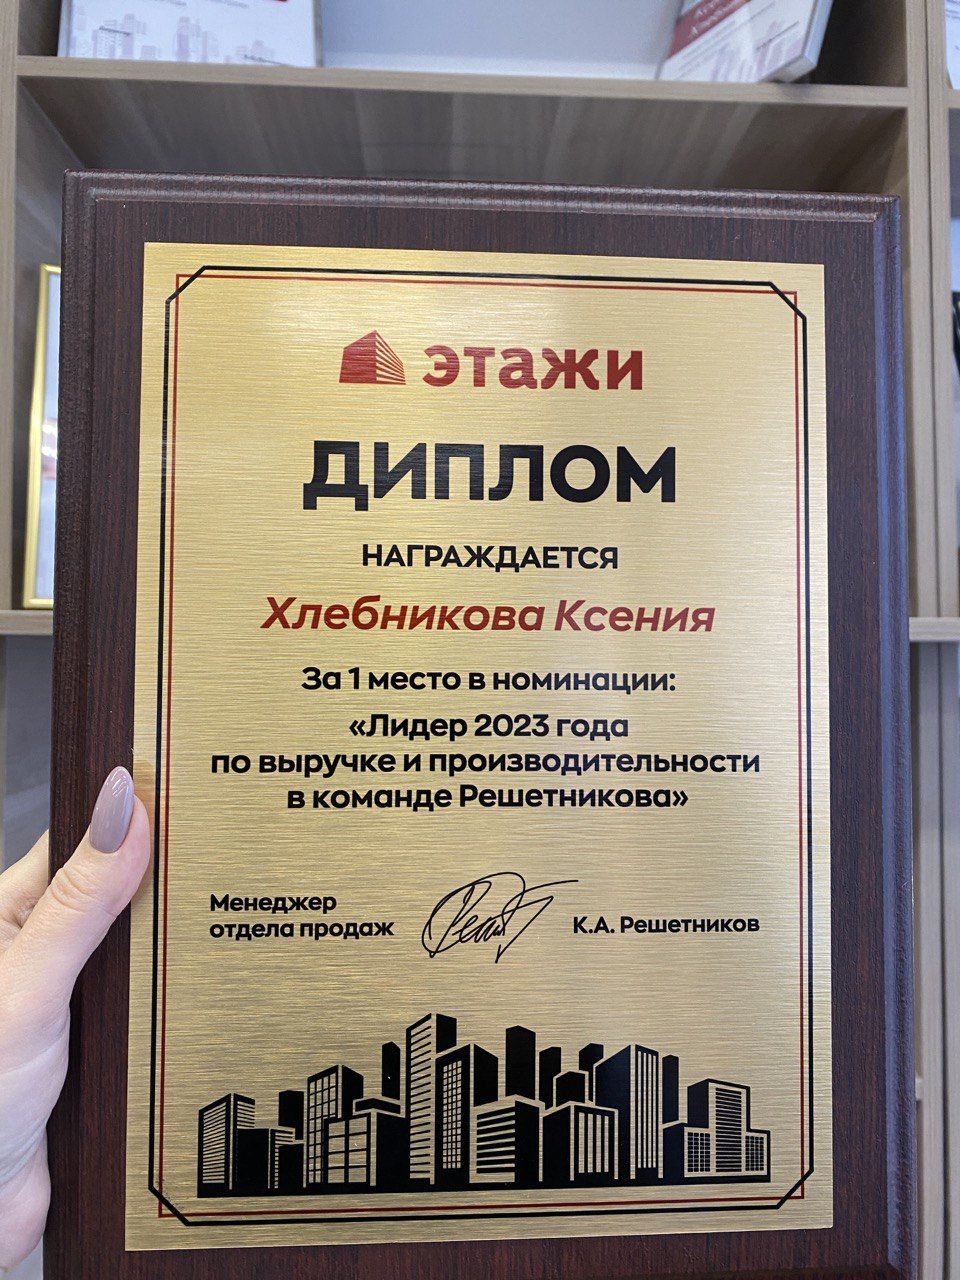 этажи
ДИПЛОМ
НАГРАЖДАЕТСЯ
Хлебникова Ксения
За 1 место в номинации:
«Лидер 2023 года
по выручке и производительности
в команде Решетникова»
Менеджер
отдела продаж
К.А. Решетников